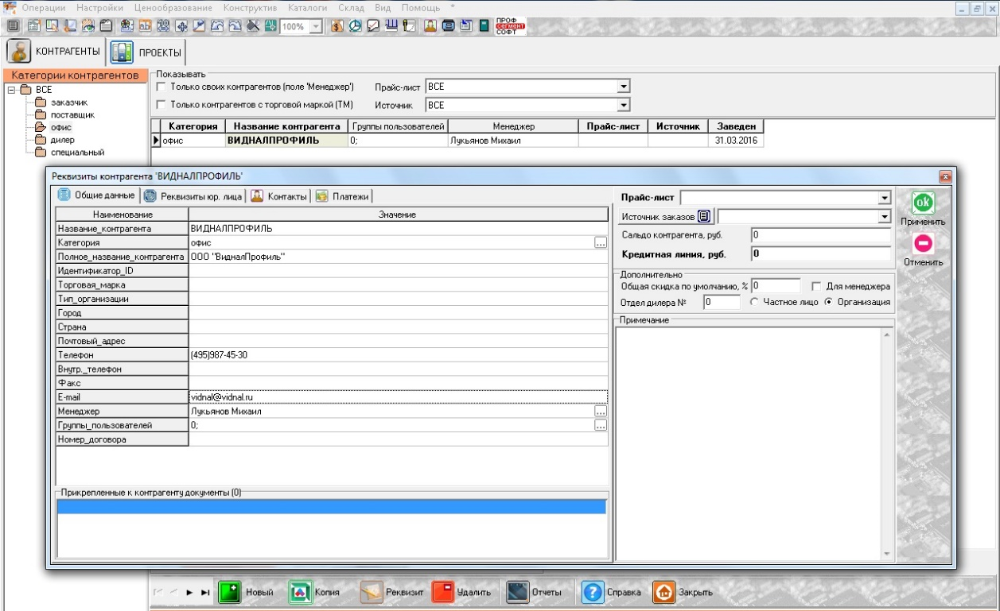 Операции Настройки Ценообразование Конструктив Каталоги Склад Вид Помощь *
100% ПРОФ
сегмент
СОФТ
КОНТРАГЕНТЫ ПРОЕКТЫ
Категории контрагентов
ВСЕ
заказчик
поставщик
офис
дилер
специальный
Показывать
Только своих контрагентов (поле 'Менеджер') Прайс-лист ВСЕ
Только контрагентов с торговой маркой (ТМ) Источник ВСЕ
Категория Название контрагента Группы пользователей Менеджер Прайс-лист Источник Заведен
офис ВИДНАЛПРОФИЛЬ 0; Лукьянов Михаил 31.03.2016
Реквизиты контрагента 'ВИДНАЛПРОФИЛЬ'
Общие данные Реквизиты юр. лица Контакты Платежи
Наименование Значение
Название_контрагента ВИДНАЛПРОФИЛЬ
Категория офис ...
Полное_название_контрагента ООО "ВидналПрофиль"
Идентификатор_ID
Торговая_марка
Тип_организации
Город
Страна
Почтовый_адрес
Телефон (495)987-45-30
Внутр._телефон
Факс
E-mail vidnal@vidnal.ru
Менеджер Лукьянов Михаил ...
Группы_пользователей 0; ...
Номер_договора
Прикрепленные к контрагенту документы (0)
Прайс-лист
Источник заказов
Сальдо контрагента, руб. 0
Кредитная линия, руб. 0
Дополнительно
Общая скидка по умолчанию, % 0 Для менеджера
Отдел дилера № 0 Частное лицо Организация
Примечание
ok
Применить
Отменить
Новый Копия Реквизит Удалить Отчеты ? Справка Закрыть